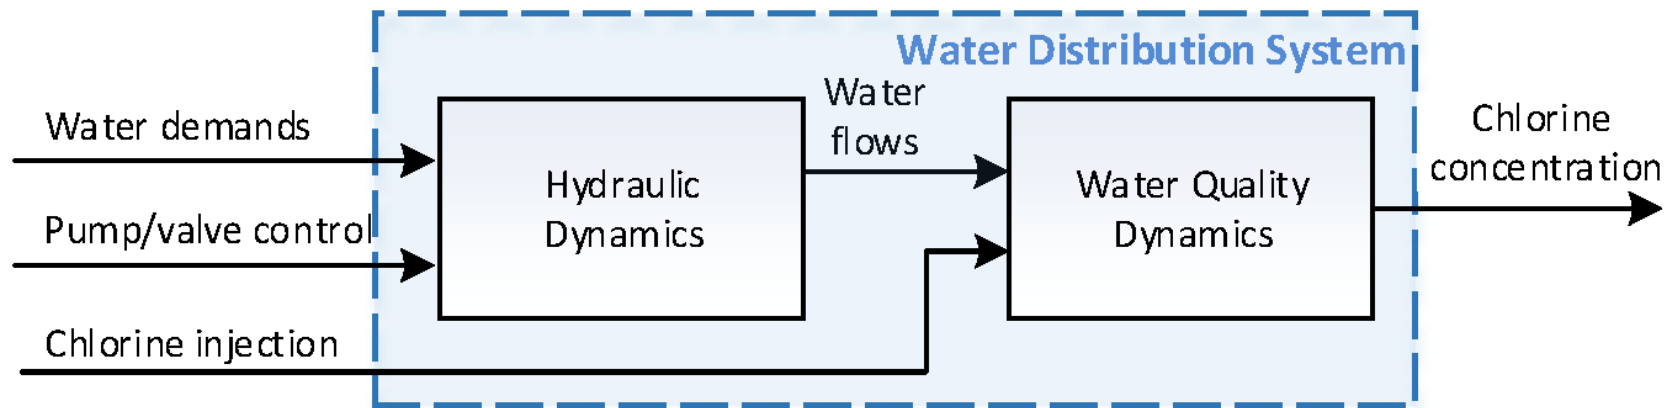 Water Distribution System
Water demands
Pump/valve control
Chlorine injection
Hydraulic
Dynamics
Water
flows
Water Quality
Dynamics
Chlorine
concentration